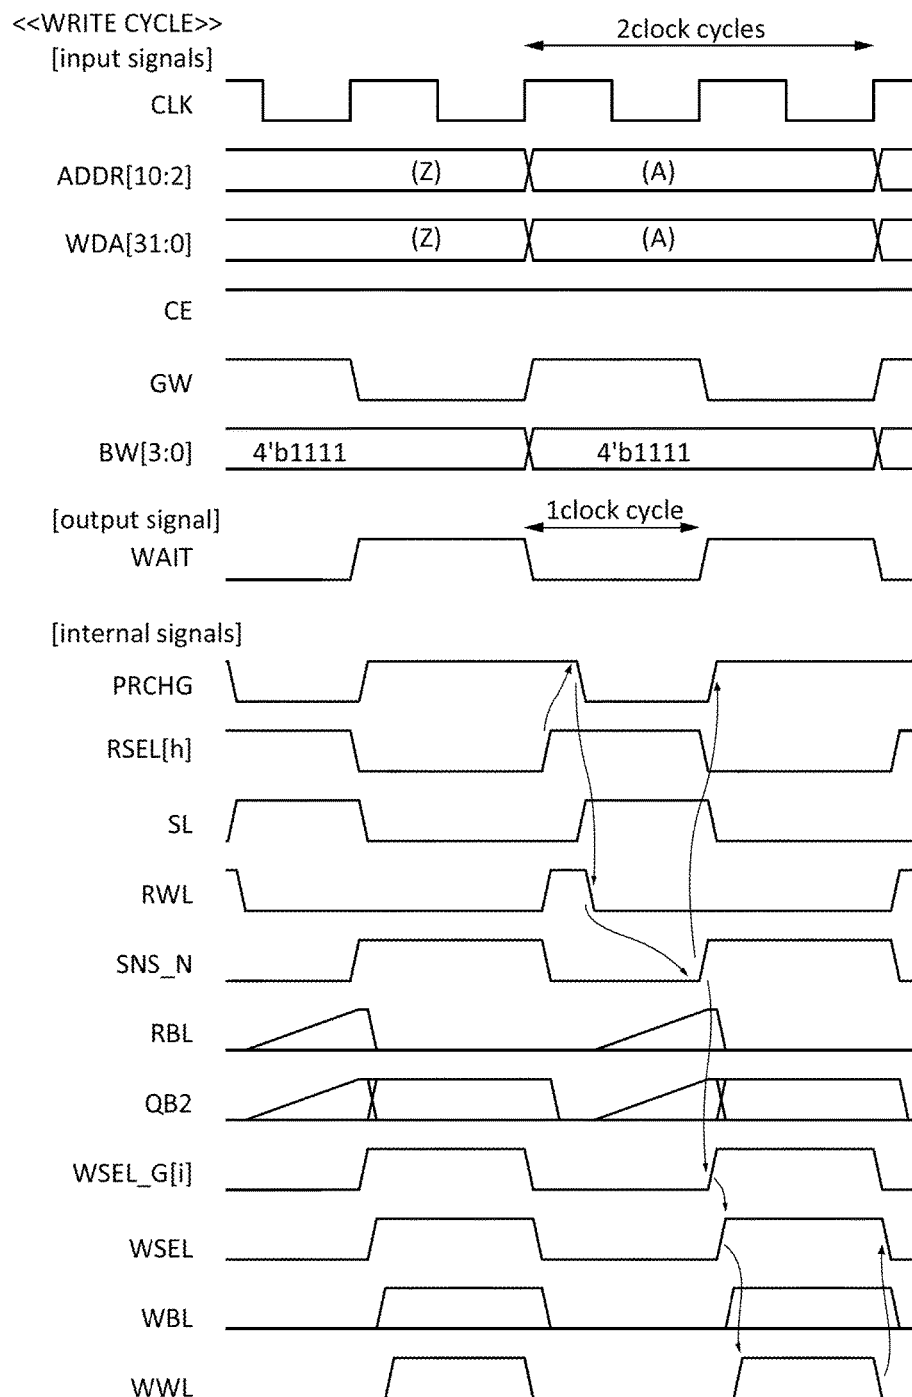 <<WRITE CYCLE>>
2clock cycles
[input signals]
CLK
ADDR[10:2] (Z) (A)
WDA[31:0] (Z) (A)
CE
GW
BW[3:0] 4'b1111 4'b1111
[output signal] 1clock cycle
WAIT
[internal signals]
PRCHG
RSEL[h]
SL
RWL
SNS_N
RBL
QB2
WSEL_G[i]
WSEL
WBL
WWL